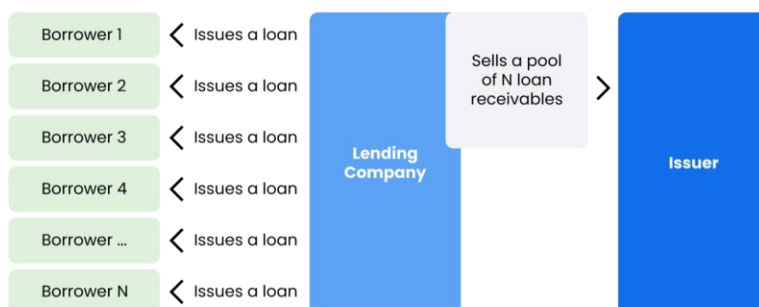 Borrower 1
Issues a loan
Borrower 2
Issues a loan
Borrower 3
Issues a loan
Borrower 4
Issues a loan
Borrower ...
Issues a loan
Borrower N
Issues a loan
Lending
Company
Sells a pool
of N loan
receivables
Issuer